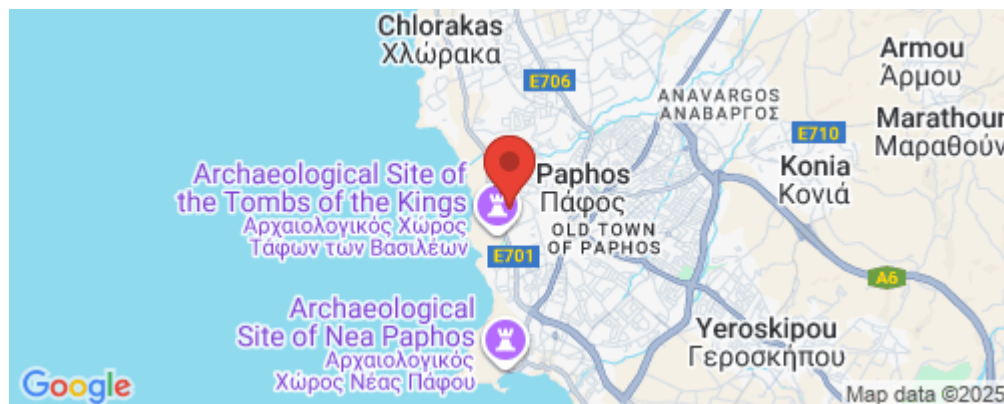 Chlorakas
Χλώρακα
Armou
Άρμου
E706
ANAVARGOS
ΑΝΑΒΑΡΓΟΣ
E710
Marathoun
Μαραθούν
Archaeological Site of
the Tombs of the Kings
Αρχαιολογικός Χώρος
Τάφων των Βασιλέων
Paphos
Πάφος
Konia
Κονιά
OLD TOWN
OF PAPHOS
E701
A6
Archaeological
Site of Nea Paphos
Αρχαιολογικός
Χώρος Νέας Πάφου
Yeroskipou
Γεροσκήπου
Google
Map data ©2025